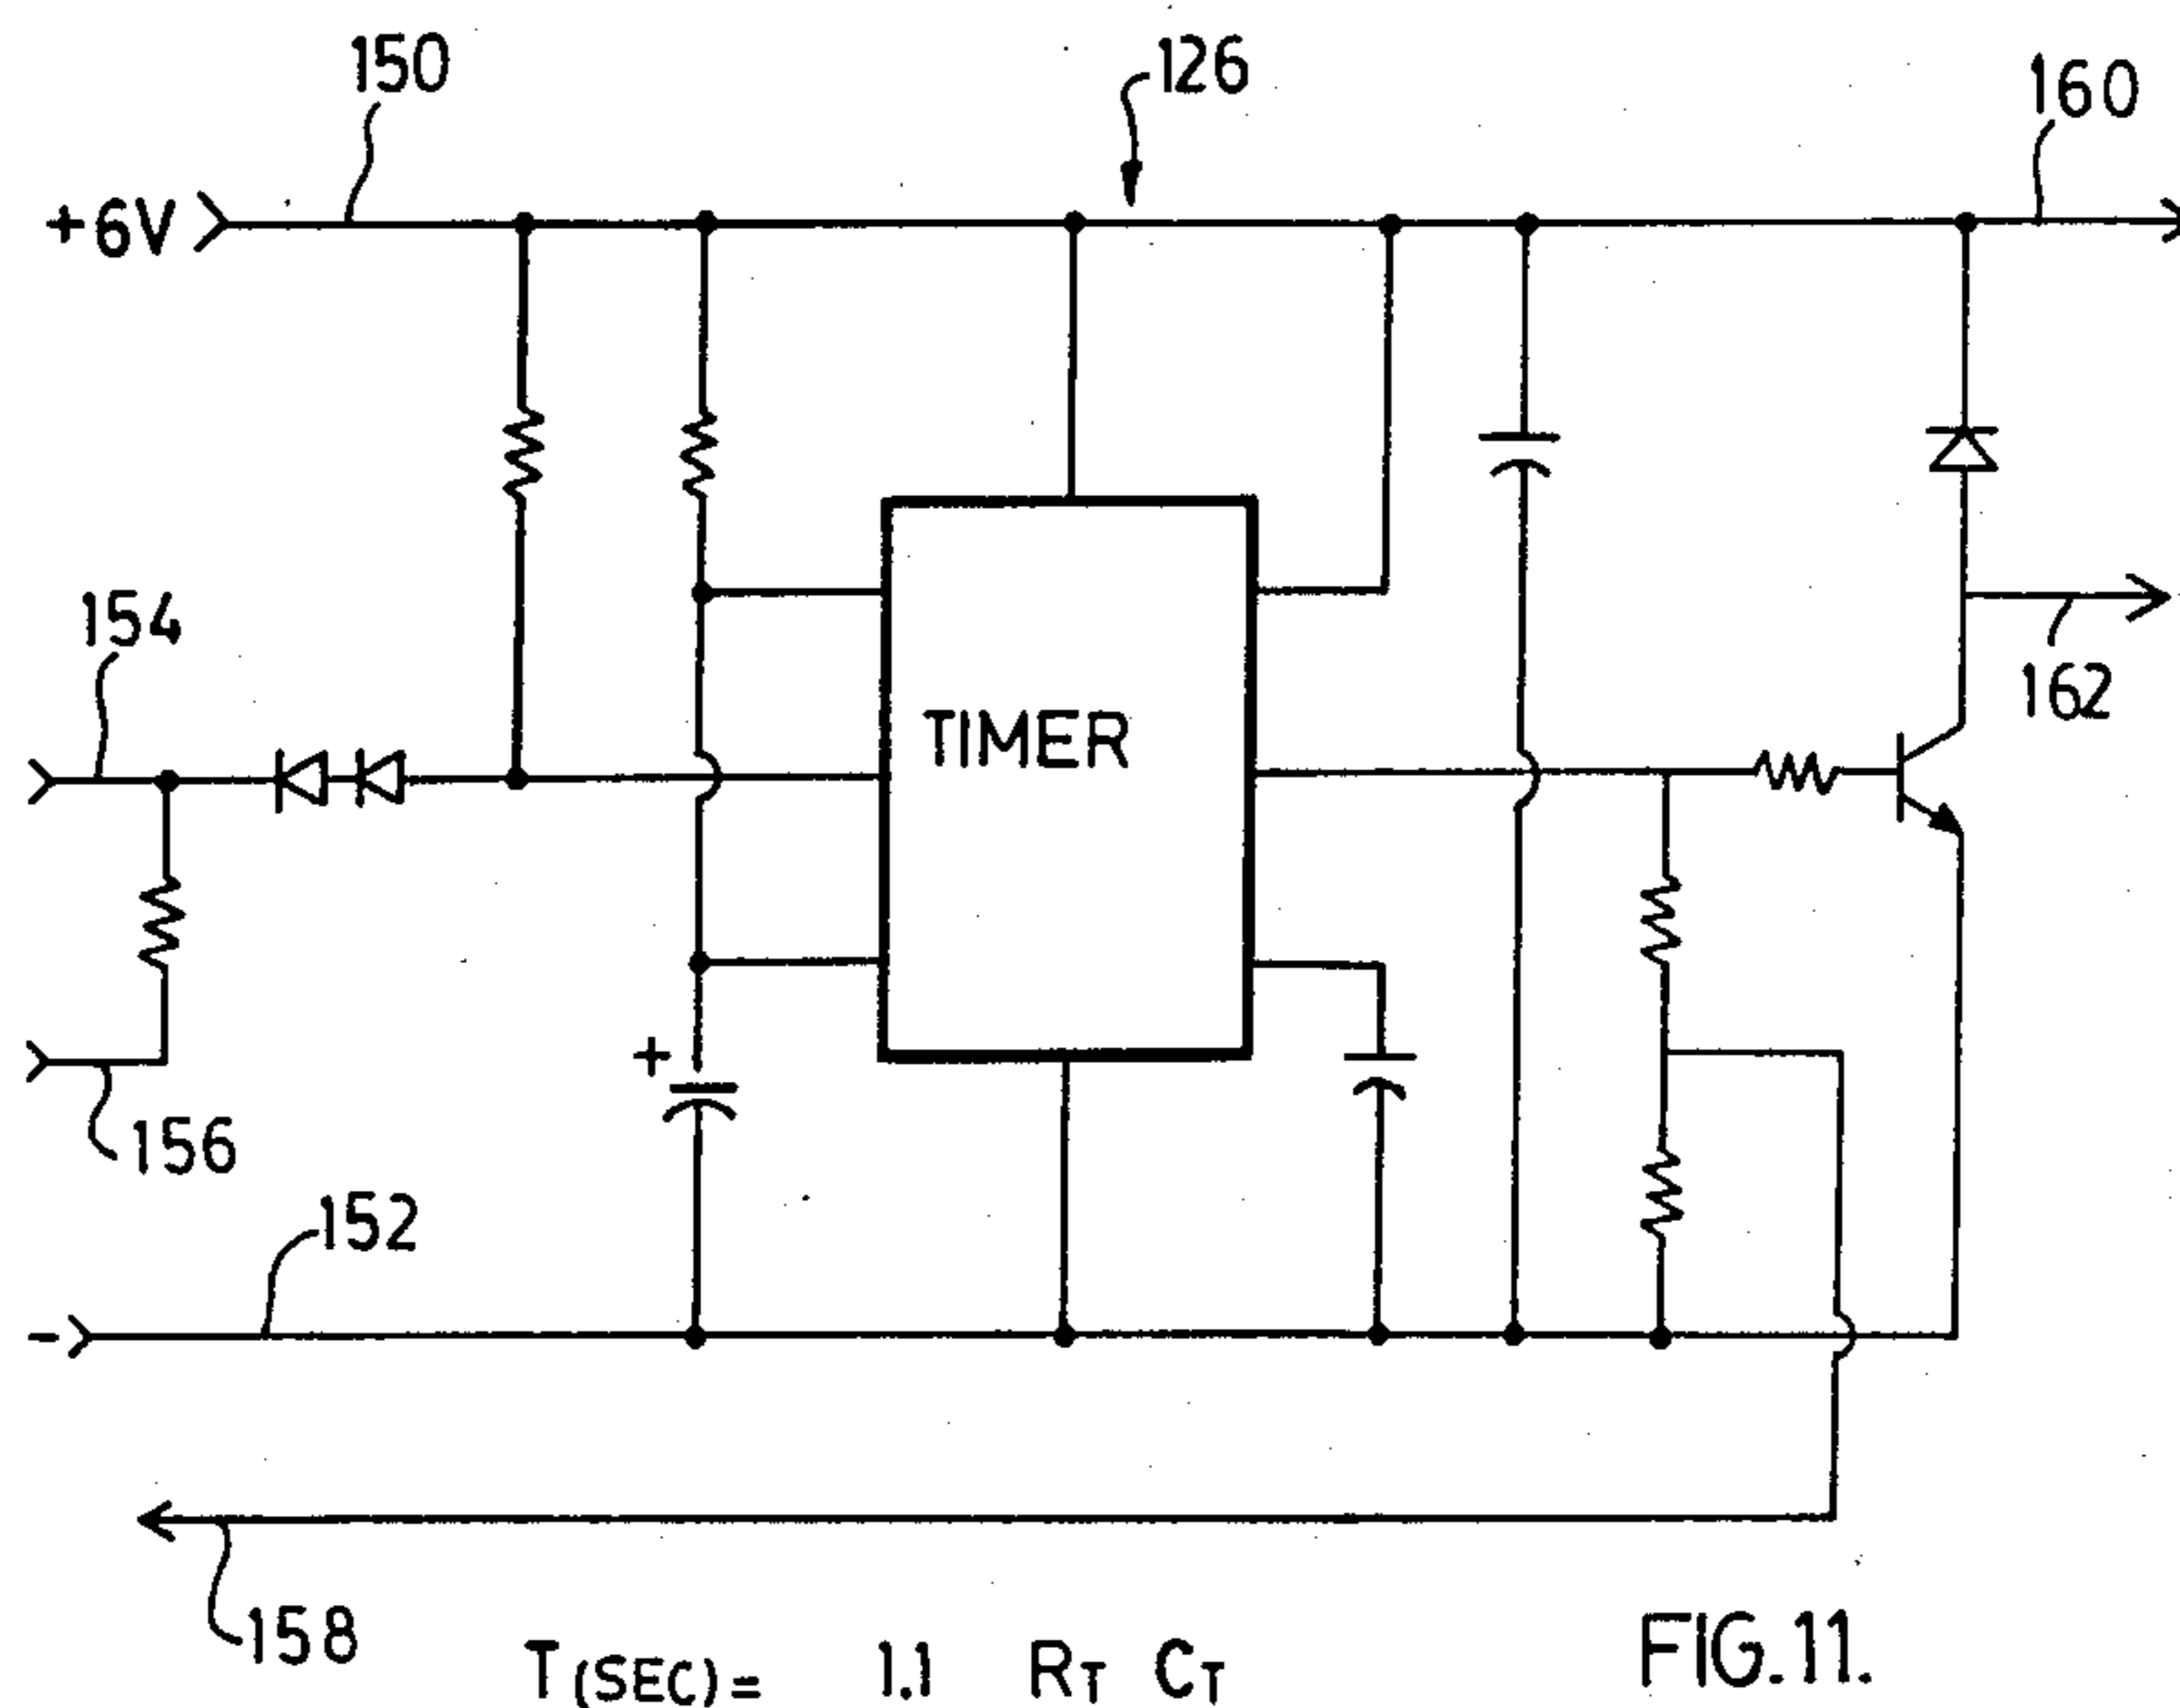 150
126
160
+6V
154
TIMER
162
+
156
152
-
158
T(SEC)= 1.1 RT CT
FIG.11.